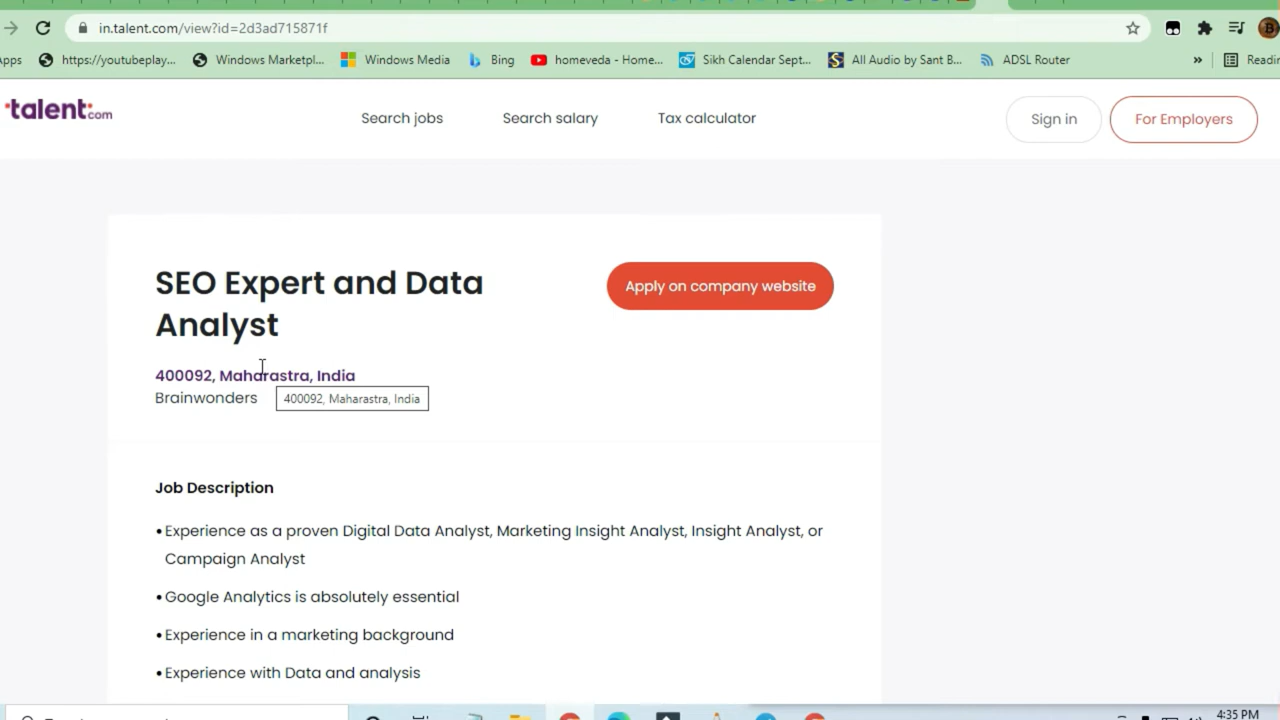 in.talent.com/view?id=2d3ad715871f
Apps https://youtubeplay... Windows Marketpl... Windows Media Bing homeveda - Home... Sikh Calendar Sept... All Audio by Sant B... ADSL Router »
talent.com Search jobs Search salary Tax calculator Sign in For Employers
SEO Expert and Data
Analyst
Apply on company website
400092, Maharastra, India
Brainwonders
400092, Maharastra, India
Job Description
• Experience as a proven Digital Data Analyst, Marketing Insight Analyst, Insight Analyst, or
Campaign Analyst
• Google Analytics is absolutely essential
• Experience in a marketing background
• Experience with Data and analysis
4:35 PM